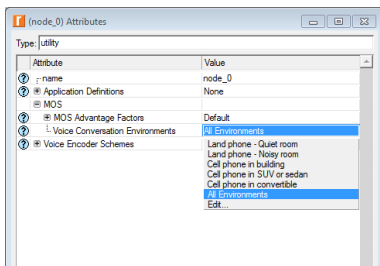 (node_0) Attributes
Type: utility
Attribute Value
name node_0
Application Definitions None
MOS
MOS Advantage Factors Default
Voice Conversation Environments All Environments
Voice Encoder Schemes
Land phone - Quiet room
Land phone - Noisy room
Cell phone in building
Cell phone in SUV or sedan
Cell phone in convertible
All Environments
Edit...